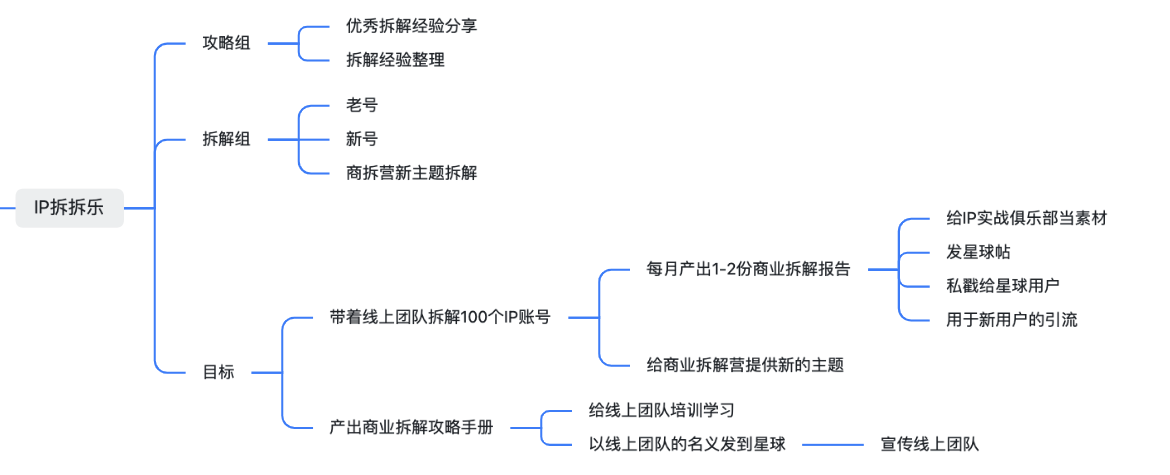 IP拆拆乐
攻略组
优秀拆解经验分享
拆解经验整理
拆解组
老号
新号
商拆营新主题拆解
目标
带着线上团队拆解100个IP账号
每月产出1-2份商业拆解报告
给IP实战俱乐部当素材
发星球帖
私戳给星球用户
用于新用户的引流
给商业拆解营提供新的主题
产出商业拆解攻略手册
给线上团队培训学习
以线上团队的名义发到星球
宣传线上团队